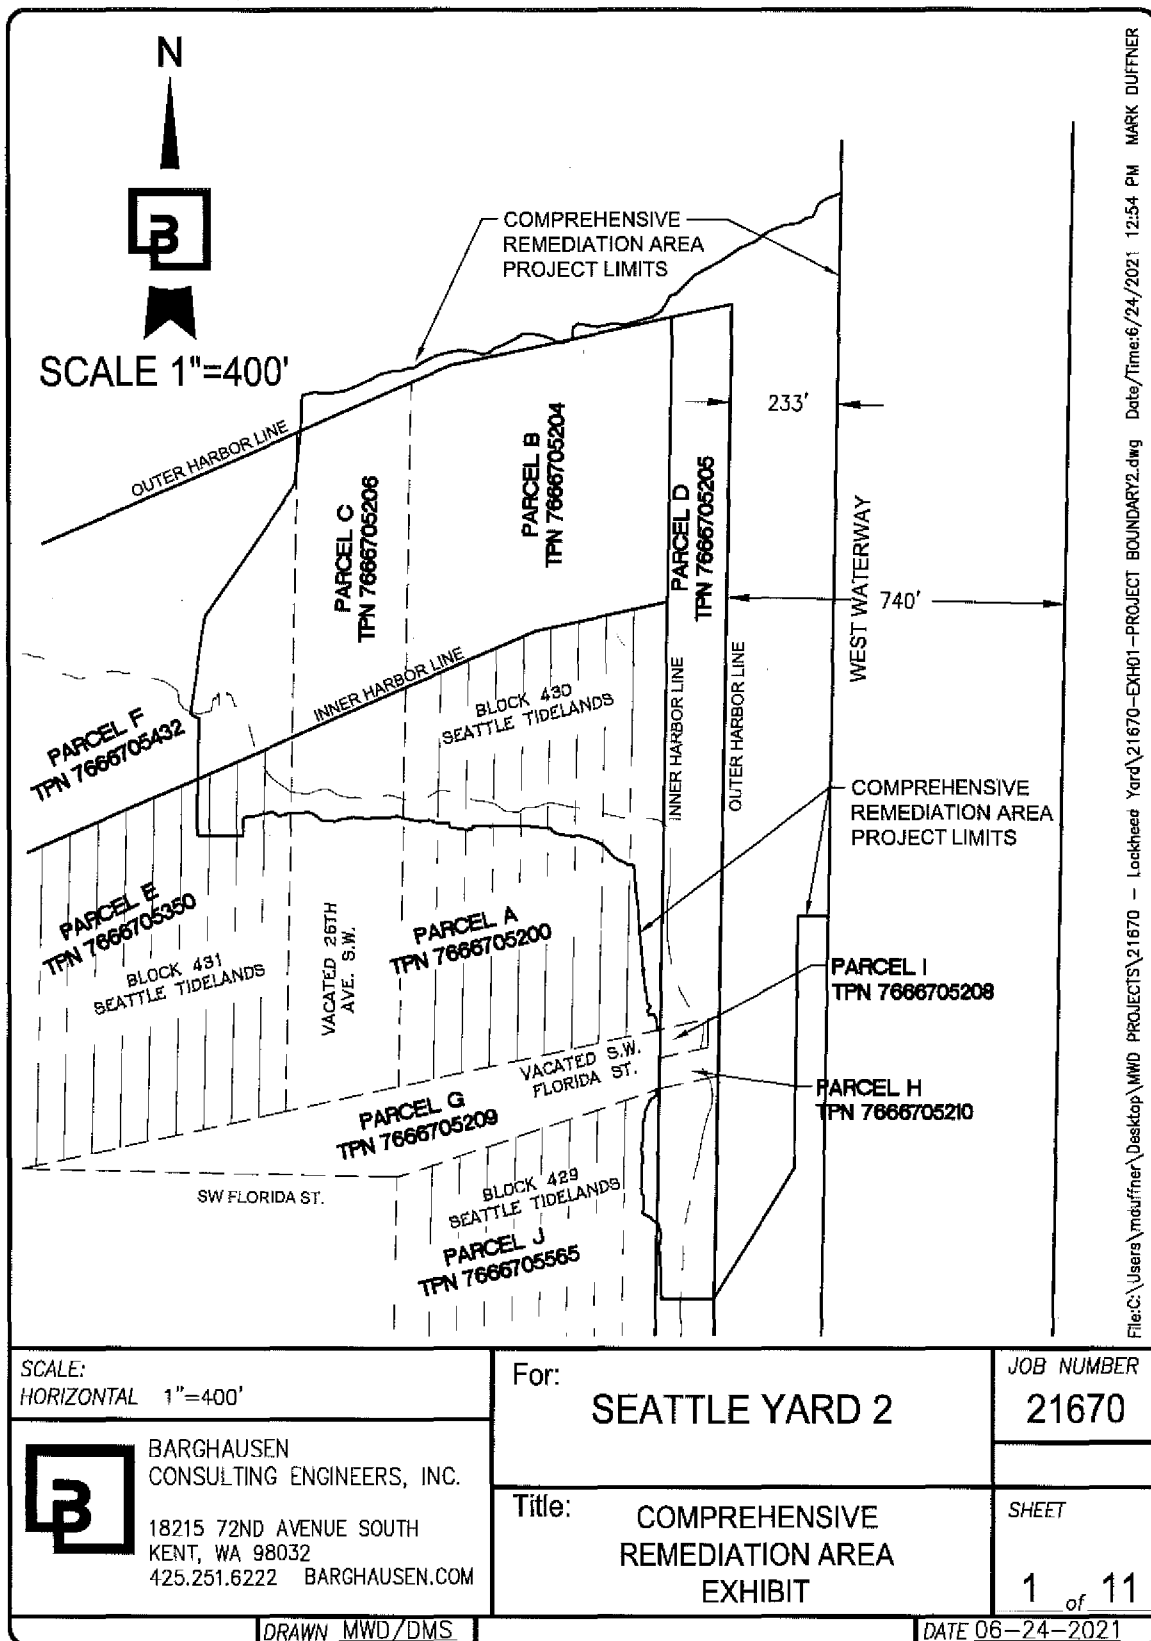 N
B
SCALE 1"=400'
COMPREHENSIVE
REMEDIATION AREA
PROJECT LIMITS
OUTER HARBOR LINE
233'
PARCEL C
TPN 7666705206
PARCEL B
TPN 7666705204
PARCEL D
TPN 7666705205
WEST WATERWAY
740'
INNER HARBOR LINE
BLOCK 430
SEATTLE TIDELANDS
INNER HARBOR LINE
OUTER HARBOR LINE
PARCEL F
TPN 7666705432
COMPREHENSIVE
REMEDIATION AREA
PROJECT LIMITS
PARCEL E
TPN 7666705350
BLOCK 431
SEATTLE TIDELANDS
VACATED 26TH
AVE. S.W.
PARCEL A
TPN 7666705200
PARCEL I
TPN 7666705208
VACATED S.W.
FLORIDA ST.
PARCEL H
TPN 7666705210
PARCEL G
TPN 7666705209
SW FLORIDA ST.
BLOCK 429
SEATTLE TIDELANDS
PARCEL J
TPN 7666705565
File:C:\Users\mduffner\Desktop\MWD PROJECTS\21670 - Lockheed Yard\21670-EXH01-PROJECT BOUNDARY2.dwg Date/Time:6/24/2021 12:54 PM MARK DUFFNER
SCALE:
HORIZONTAL 1"=400'
B
BARGHAUSEN
CONSULTING ENGINEERS, INC.
18215 72ND AVENUE SOUTH
KENT, WA 98032
425.251.6222 BARGHAUSEN.COM
For:
SEATTLE YARD 2
JOB NUMBER
21670
Title:
COMPREHENSIVE
REMEDIATION AREA
EXHIBIT
SHEET
1 of 11
DRAWN MWD/DMS
DATE 06-24-2021